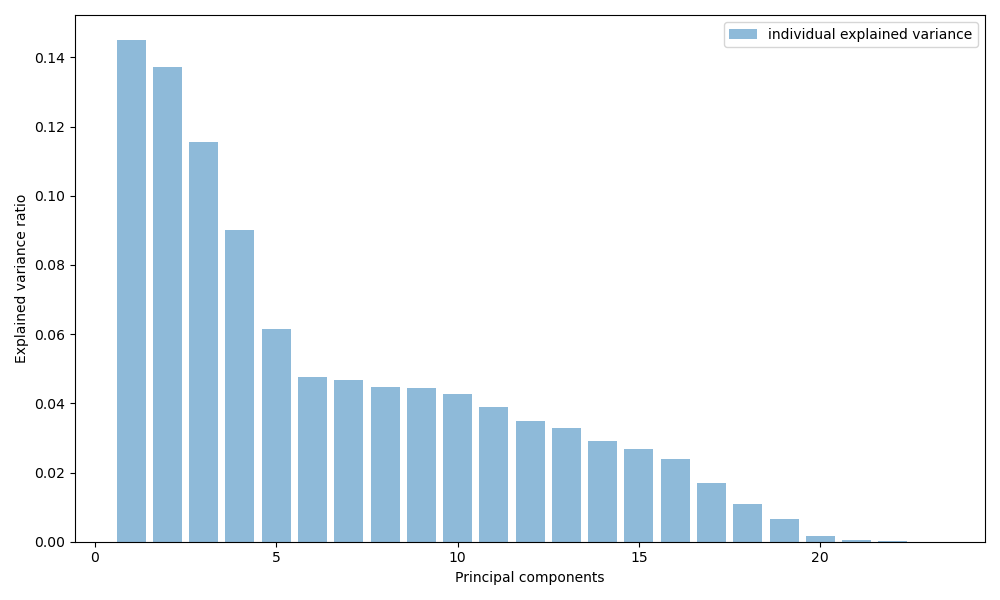 individual explained variance
0.14
0.12
0.10
0.08
0.06
0.04
0.02
0.00
Explained variance ratio
0 5 10 15 20
Principal components